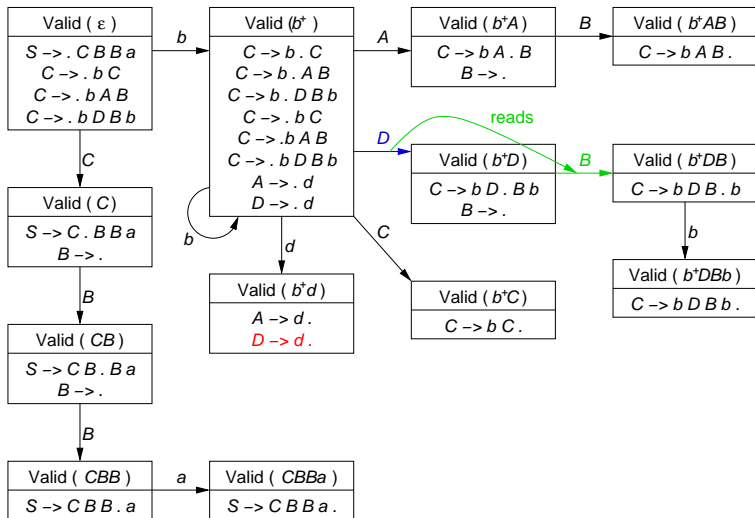 Valid ( ε )
S -> . C B B a
C -> . b C
C -> . b A B
C -> . b D B b
b
Valid (b⁺)
C -> b . C
C -> b . A B
C -> b . D B b
C -> . b C
C -> .b A B
C -> . b D B b
A -> . d
D -> . d
A
Valid ( b⁺A )
C -> b A . B
B -> .
B
Valid ( b⁺AB )
C -> b A B .
reads
D
Valid ( b⁺D )
C -> b D . B b
B -> .
B
Valid ( b⁺DB )
C -> b D B . b
C
Valid ( C )
S -> C . B B a
B -> .
b
d
C
b
Valid ( b⁺d )
A -> d .
D -> d .
Valid ( b⁺C )
C -> b C .
Valid ( b⁺DBb )
C -> b D B b .
B
Valid ( CB )
S -> C B . B a
B -> .
B
Valid ( CBB )
S -> C B B . a
a
Valid ( CBBa )
S -> C B B a .